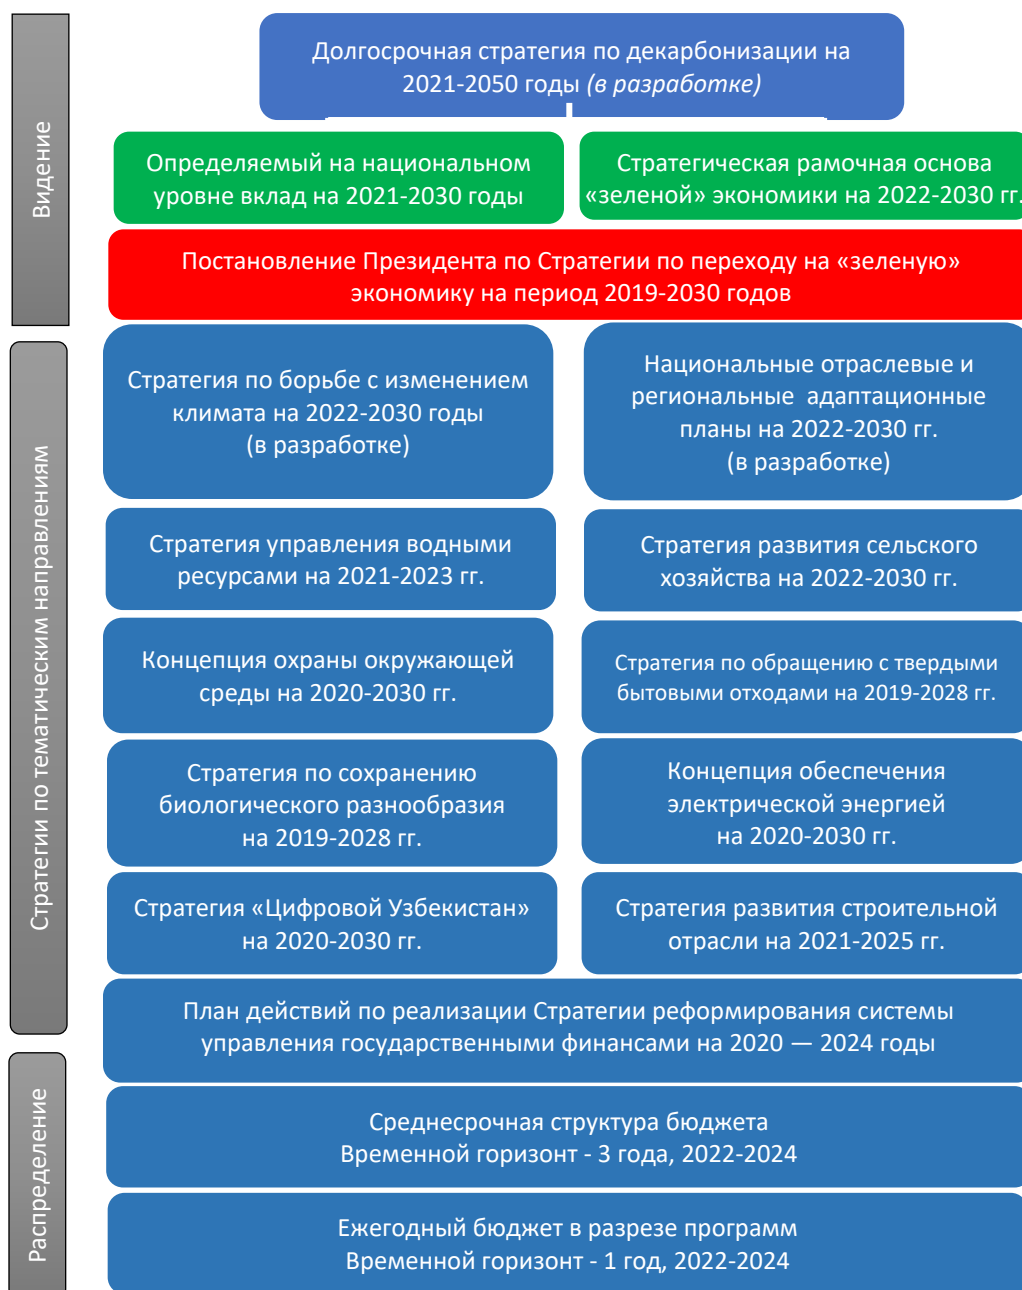 Видение
Долгосрочная стратегия по декарбонизации на
2021-2050 годы (в разработке)
Определяемый на национальном
уровне вклад на 2021-2030 годы
Стратегическая рамочная основа
«зеленой» экономики на 2022-2030 гг.
Постановление Президента по Стратегии по переходу на «зеленую»
экономику на период 2019-2030 годов
Стратегии по тематическим направлениям
Стратегия по борьбе с изменением
климата на 2022-2030 годы
(в разработке)
Национальные отраслевые и
региональные адаптационные
планы на 2022-2030 гг.
(в разработке)
Стратегия управления водными
ресурсами на 2021-2023 гг.
Стратегия развития сельского
хозяйства на 2022-2030 гг.
Концепция охраны окружающей
среды на 2020-2030 гг.
Стратегия по обращению с твердыми
бытовыми отходами на 2019-2028 гг.
Стратегия по сохранению
биологического разнообразия
на 2019-2028 гг.
Концепция обеспечения
электрической энергией
на 2020-2030 гг.
Стратегия «Цифровой Узбекистан»
на 2020-2030 гг.
Стратегия развития строительной
отрасли на 2021-2025 гг.
План действий по реализации Стратегии реформирования системы
управления государственными финансами на 2020 — 2024 годы
Распределение
Среднесрочная структура бюджета
Временной горизонт - 3 года, 2022-2024
Ежегодный бюджет в разрезе программ
Временной горизонт - 1 год, 2022-2024